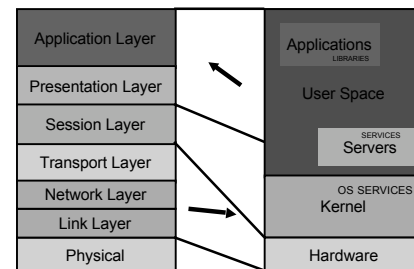 Application Layer
Presentation Layer
Session Layer
Transport Layer
Network Layer
Link Layer
Physical
Applications
LIBRARIES
User Space
SERVICES
Servers
OS SERVICES
Kernel
Hardware